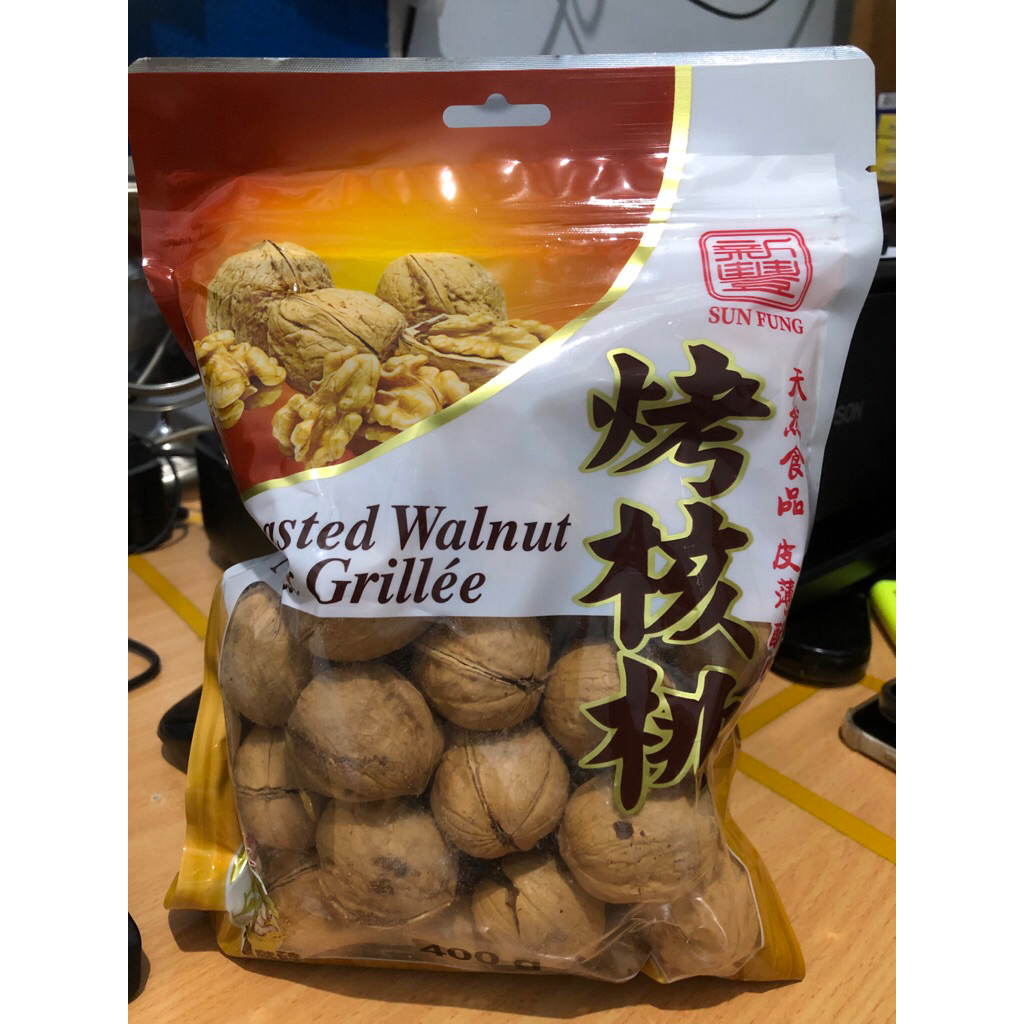 新豐
SUN FUNG
烤核桃
天然食品 皮薄
asted Walnut
Grillée
400 g